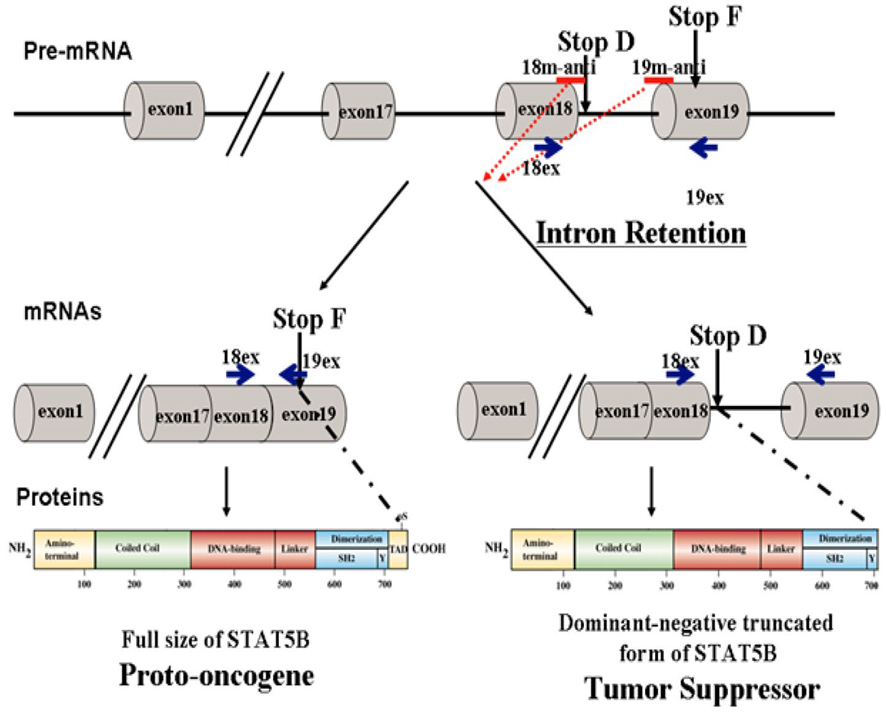 Stop F
Pre-mRNA
Stop D
18m-anti
19m-anti
exon1
exon17
exon18
exon19
18ex
19ex
Intron Retention
mRNAs
Stop F
18ex
19ex
exon1
exon17
exon18
exon19
Stop D
18ex
19ex
exon1
exon17
exon18
exon19
Proteins
pS
NH2
Amino-
terminal
Coiled Coil
DNA-binding
Linker
Dimerization
SH2
Y
TAD
COOH
100
200
300
400
500
600
700
NH2
Amino-
terminal
Coiled Coil
DNA-binding
Linker
Dimerization
SH2
Y
100
200
300
400
500
600
700
Full size of STAT5B
Proto-oncogene
Dominant-negative truncated
form of STAT5B
Tumor Suppressor